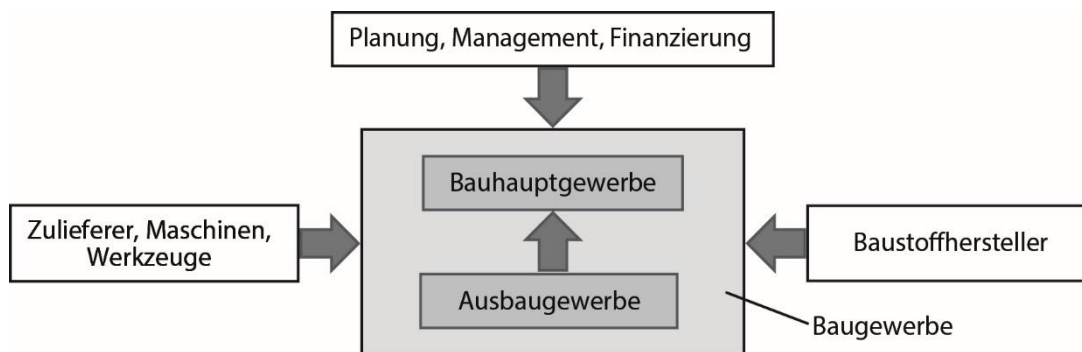 Planung, Management, Finanzierung
Bauhauptgewerbe
Zulieferer, Maschinen,
Werkzeuge
Baustoffhersteller
Ausbaugewerbe
Baugewerbe